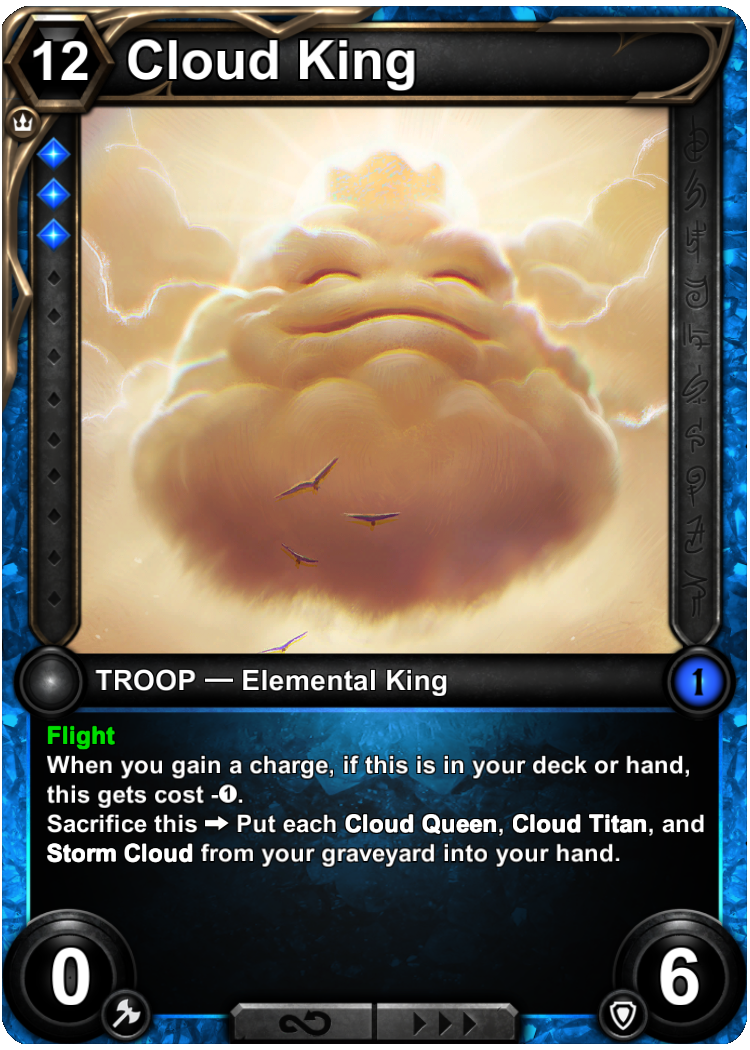 12 Cloud King
TROOP — Elemental King
1
Flight
When you gain a charge, if this is in your deck or hand,
this gets cost -❶.
Sacrifice this ➡ Put each Cloud Queen, Cloud Titan, and
Storm Cloud from your graveyard into your hand.
0
6